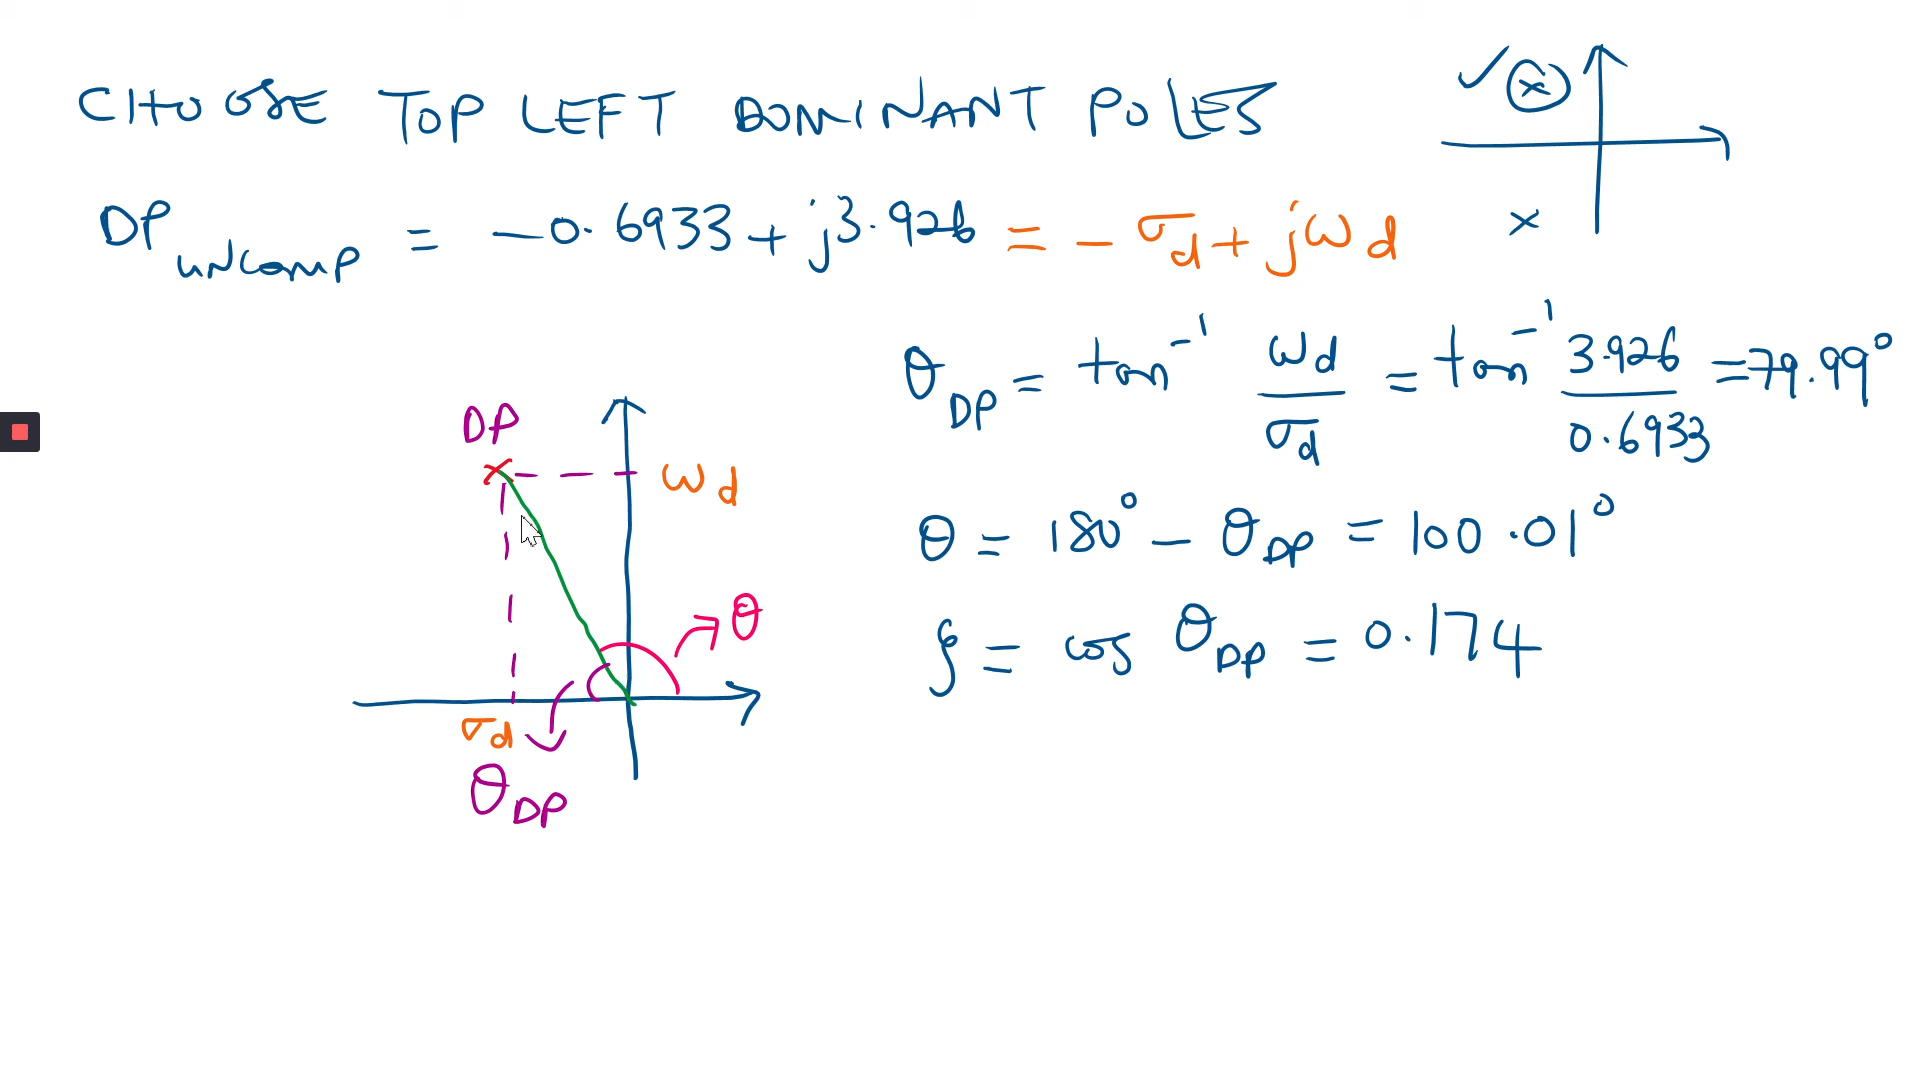 CHOOSE TOP LEFT DOMINANT POLES
DP uncomp = -0.6933 + j3.926 = -σd + jωd
θDP = tan⁻¹ ωd/σd = tan⁻¹ 3.926/0.6933 = 79.99°
θ = 180° - θDP = 100.01°
ζ = cos θDP = 0.174
DP
ωd
θ
σd
θDP